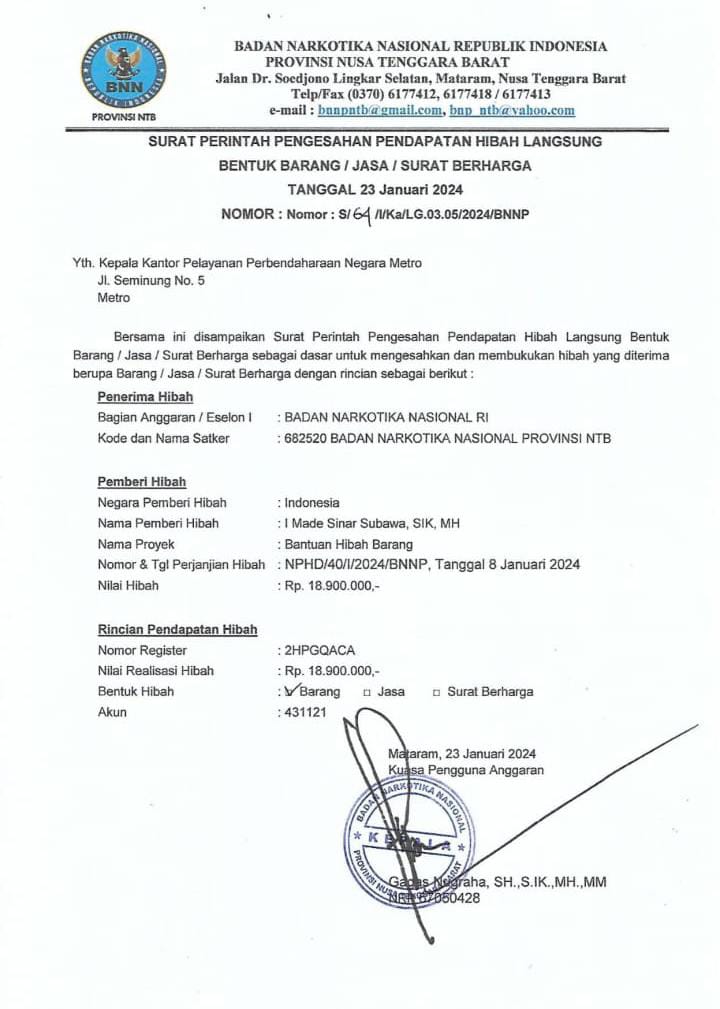 BADAN NARKOTIKA NASIONAL REPUBLIK INDONESIA
PROVINSI NUSA TENGGARA BARAT
Jalan Dr. Soedjono Lingkar Selatan, Mataram, Nusa Tenggara Barat
Telp/Fax (0370) 6177412, 6177418 / 6177413
e-mail : bnnpntb@gmail.com, bnp_ntb@yahoo.com
BADAN NARKOTIKA NASIONAL
BNN
REPUBLIK INDONESIA
PROVINSI NTB
SURAT PERINTAH PENGESAHAN PENDAPATAN HIBAH LANGSUNG
BENTUK BARANG / JASA / SURAT BERHARGA
TANGGAL 23 Januari 2024
NOMOR : Nomor : S/ 64 /I/Ka/LG.03.05/2024/BNNP
Yth. Kepala Kantor Pelayanan Perbendaharaan Negara Metro
Jl. Seminung No. 5
Metro
Bersama ini disampaikan Surat Perintah Pengesahan Pendapatan Hibah Langsung Bentuk
Barang / Jasa / Surat Berharga sebagai dasar untuk mengesahkan dan membukukan hibah yang diterima
berupa Barang / Jasa / Surat Berharga dengan rincian sebagai berikut :
Penerima Hibah
Bagian Anggaran / Eselon I : BADAN NARKOTIKA NASIONAL RI
Kode dan Nama Satker : 682520 BADAN NARKOTIKA NASIONAL PROVINSI NTB
Pemberi Hibah
Negara Pemberi Hibah : Indonesia
Nama Pemberi Hibah : I Made Sinar Subawa, SIK, MH
Nama Proyek : Bantuan Hibah Barang
Nomor & Tgl Perjanjian Hibah : NPHD/40/I/2024/BNNP, Tanggal 8 Januari 2024
Nilai Hibah : Rp. 18.900.000,-
Rincian Pendapatan Hibah
Nomor Register : 2HPGQACA
Nilai Realisasi Hibah : Rp. 18.900.000,-
Bentuk Hibah : ☑ Barang □ Jasa □ Surat Berharga
Akun : 431121
Mataram, 23 Januari 2024
Kuasa Pengguna Anggaran
BADAN NARKOTIKA NASIONAL
KEPALA
PROVINSI NUSA TENGGARA BARAT
Nugraha, SH.,S.IK.,MH.,MM
NRP 67050428